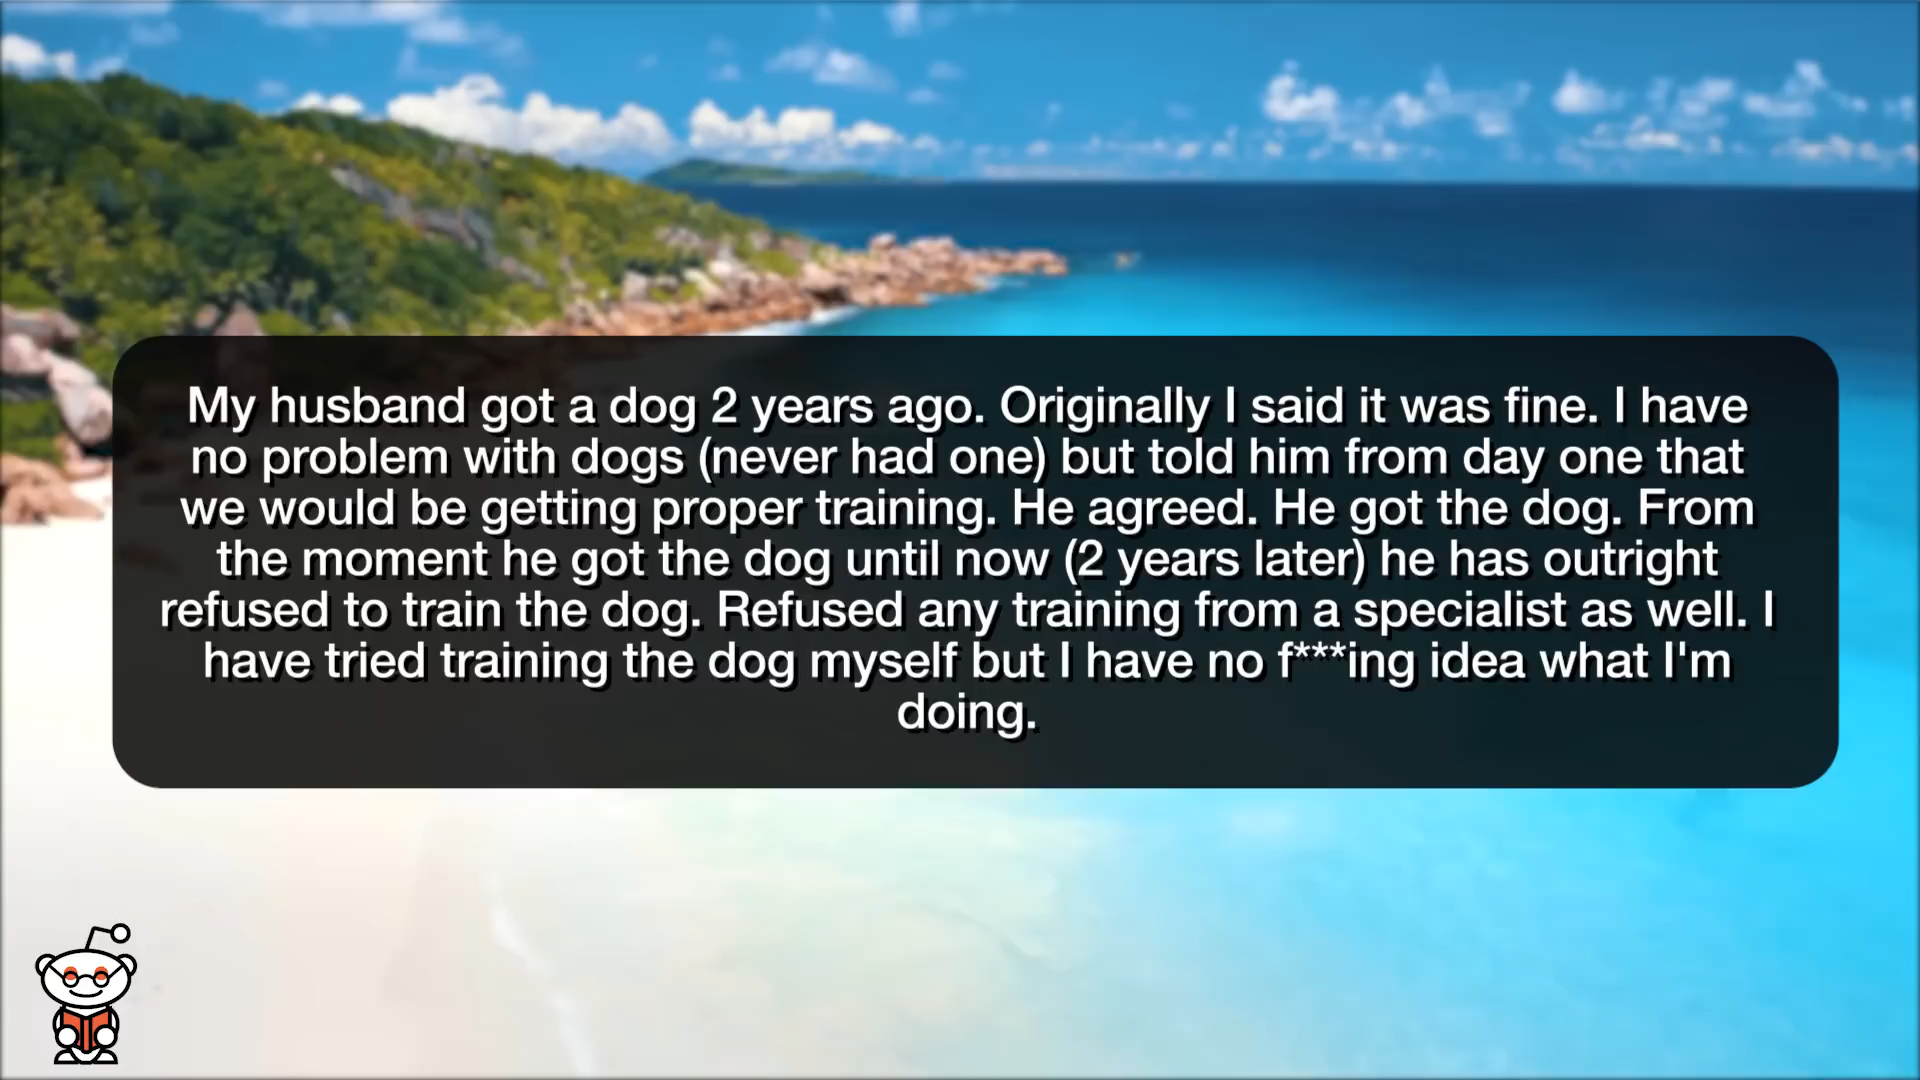 My husband got a dog 2 years ago. Originally I said it was fine. I have
no problem with dogs (never had one) but told him from day one that
we would be getting proper training. He agreed. He got the dog. From
the moment he got the dog until now (2 years later) he has outright
refused to train the dog. Refused any training from a specialist as well. I
have tried training the dog myself but I have no f***ing idea what I'm
doing.